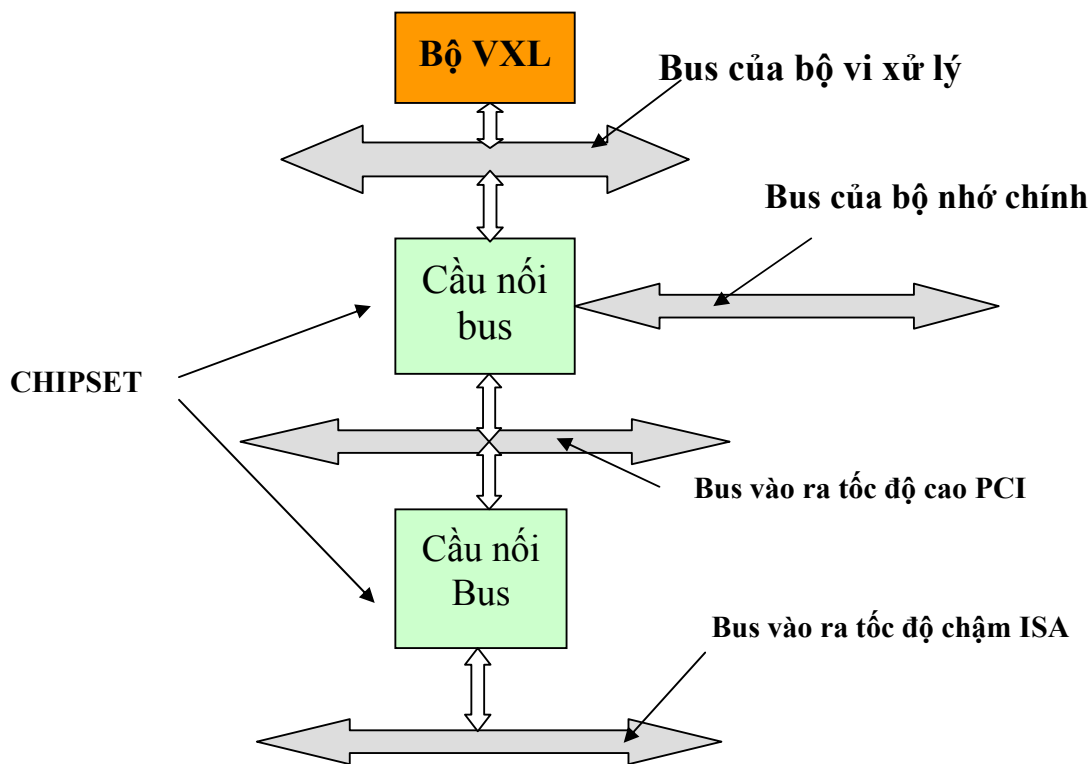 Bộ VXL
Bus của bộ vi xử lý
Bus của bộ nhớ chính
Cầu nối
bus
CHIPSET
Bus vào ra tốc độ cao PCI
Cầu nối
Bus
Bus vào ra tốc độ chậm ISA